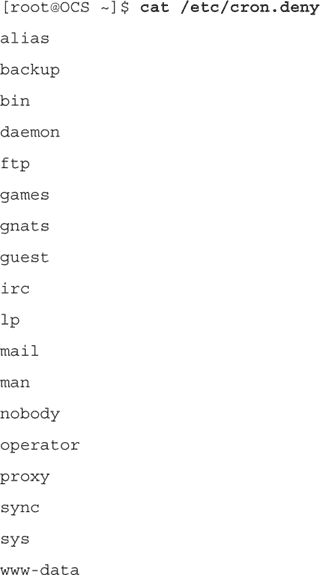 [root@OCS ~]$ cat /etc/cron.deny
alias
backup
bin
daemon
ftp
games
gnats
guest
irc
lp
mail
man
nobody
operator
proxy
sync
sys
www-data